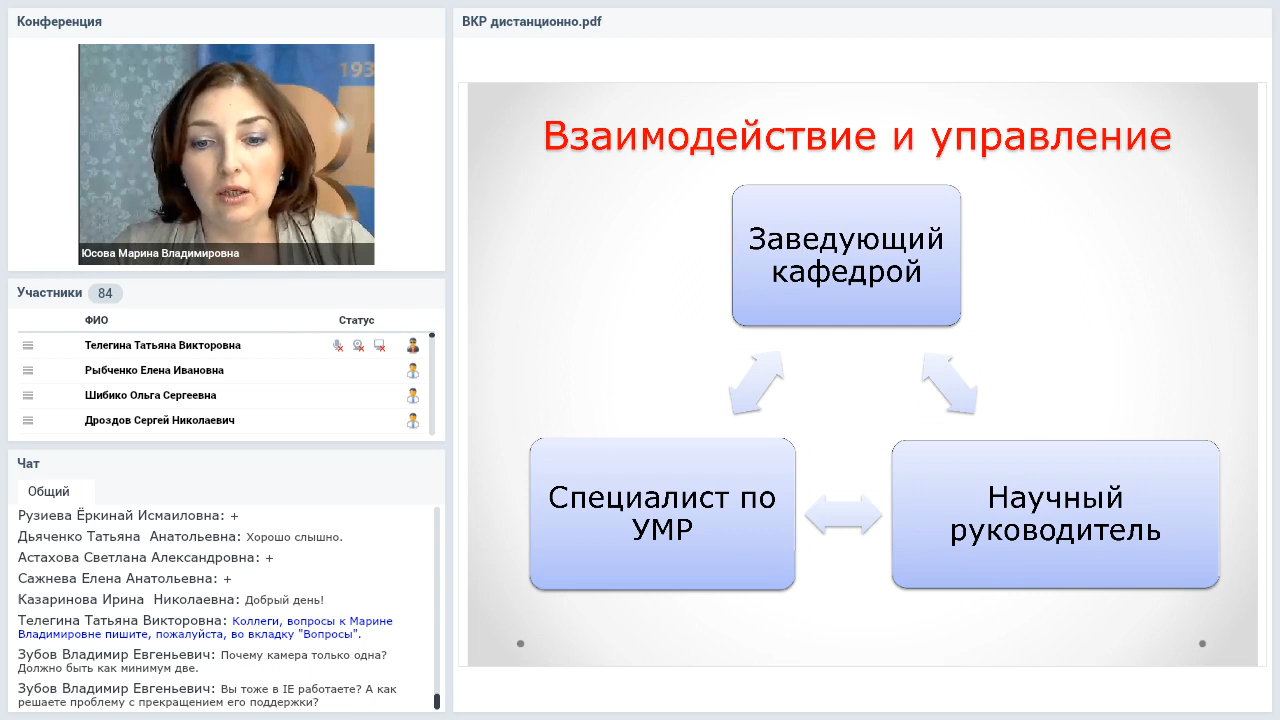 Конференция
193
Юсова Марина Владимировна
Участники 84
ФИО Статус
Телегина Татьяна Викторовна
Рыбченко Елена Ивановна
Шибико Ольга Сергеевна
Дроздов Сергей Николаевич
Чат
Общий
Рузиева Ёркинай Исмаиловна: +
Дьяченко Татьяна Анатольевна: Хорошо слышно.
Астахова Светлана Александровна: +
Сажнева Елена Анатольевна: +
Казаринова Ирина Николаевна: Добрый день!
Телегина Татьяна Викторовна: Коллеги, вопросы к Марине
Владимировне пишите, пожалуйста, во вкладку "Вопросы".
Зубов Владимир Евгеньевич: Почему камера только одна?
Должно быть как минимум две.
Зубов Владимир Евгеньевич: Вы тоже в IE работаете? А как
решаете проблему с прекращением его поддержки?
ВКР дистанционно.pdf
Взаимодействие и управление
Заведующий
кафедрой
Специалист по
УМР
Научный
руководитель